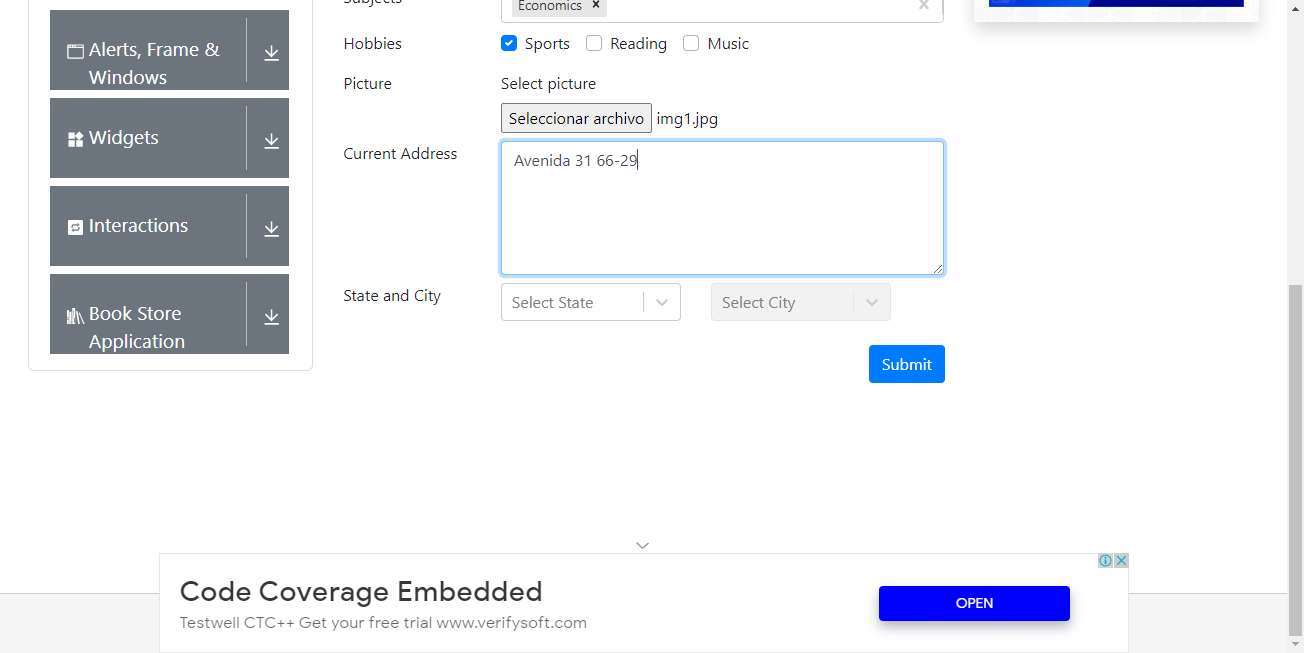 Subjects
Economics ×
Alerts, Frame &
Windows
Widgets
Interactions
Book Store
Application
Hobbies
Sports Reading Music
Picture
Select picture
Seleccionar archivo img1.jpg
Current Address
Avenida 31 66-29
State and City
Select State
Select City
Submit
Code Coverage Embedded
Testwell CTC++ Get your free trial www.verifysoft.com
OPEN